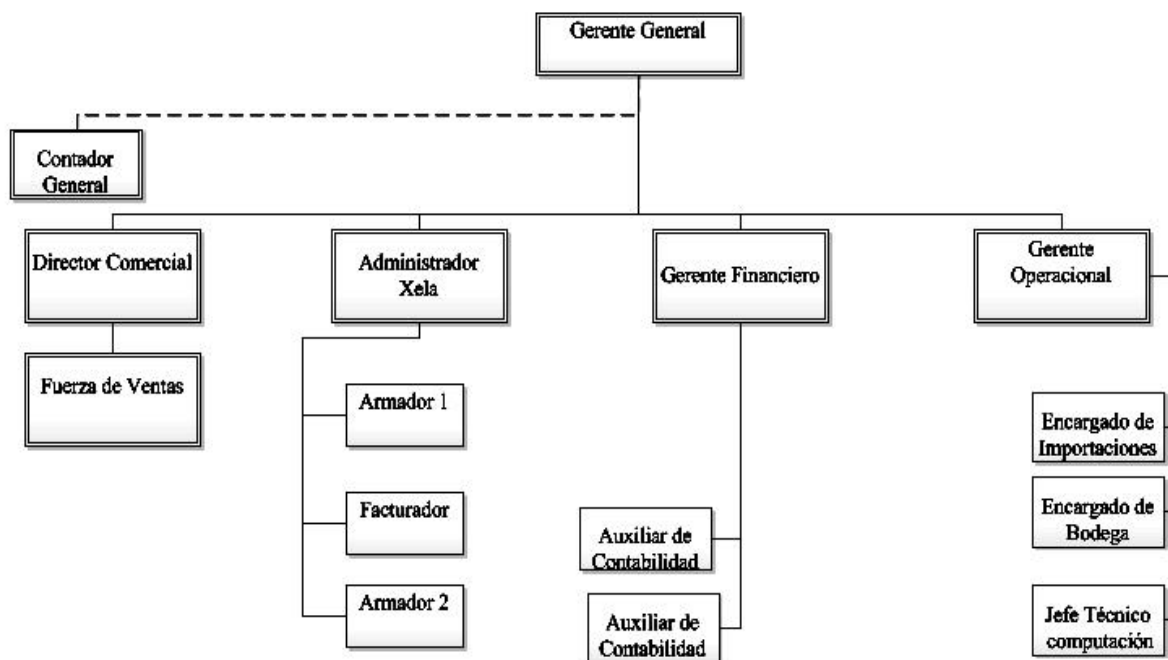 Gerente General
Contador
General
Director Comercial
Administrador
Xela
Gerente Financiero
Gerente
Operacional
Fuerza de Ventas
Armador 1
Facturador
Armador 2
Auxiliar de
Contabilidad
Auxiliar de
Contabilidad
Encargado de
Importaciones
Encargado de
Bodega
Jefe Técnico
computación